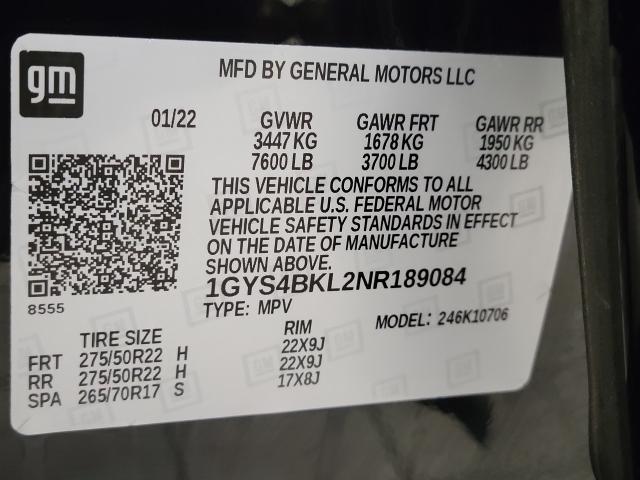 gm
MFD BY GENERAL MOTORS LLC
01/22 GVWR GAWR FRT GAWR RR
3447 KG 1678 KG 1950 KG
7600 LB 3700 LB 4300 LB
THIS VEHICLE CONFORMS TO ALL
APPLICABLE U.S. FEDERAL MOTOR
VEHICLE SAFETY STANDARDS IN EFFECT
ON THE DATE OF MANUFACTURE
SHOWN ABOVE.
1GYS4BKL2NR189084
8555
TYPE: MPV MODEL: 246K10706
TIRE SIZE RIM
FRT 275/50R22 H 22X9J
RR 275/50R22 H 22X9J
SPA 265/70R17 S 17X8J